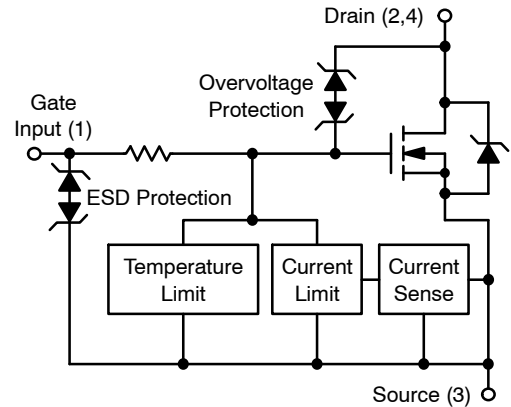 Drain (2,4)
Overvoltage
Protection
Gate
Input (1)
ESD Protection
Temperature
Limit
Current
Limit
Current
Sense
Source (3)